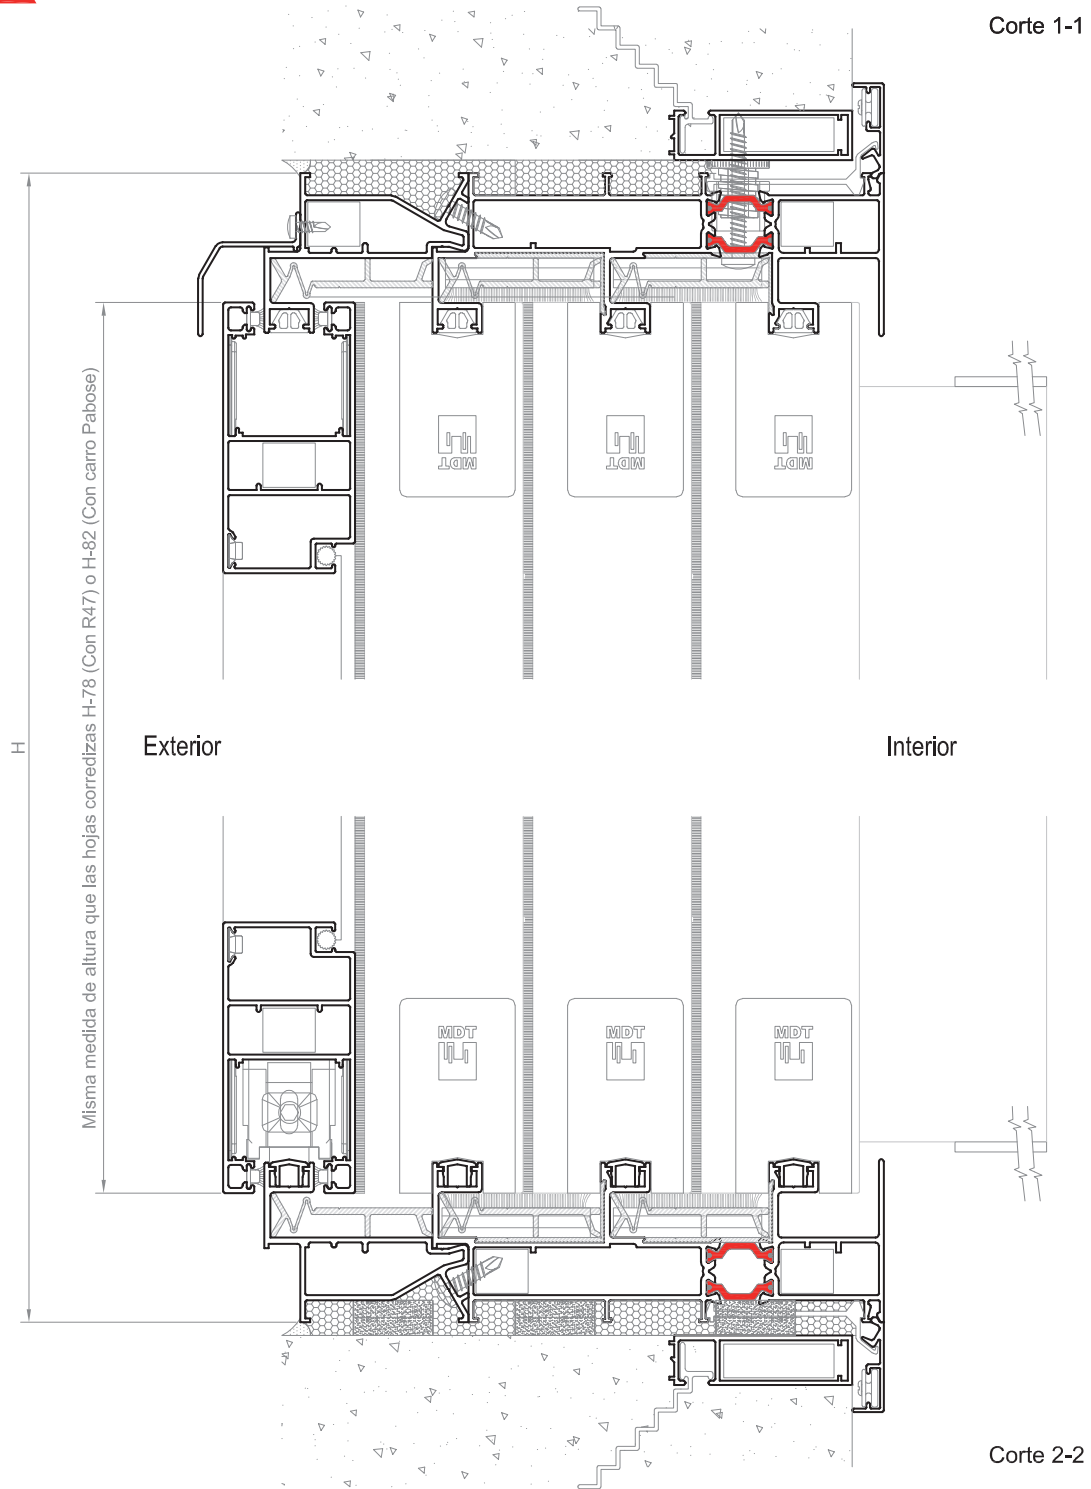 Corte 1-1
MDT
MDT
MDT
Misma medida de altura que las hojas corredizas H-78 (Con R47) o H-82 (Con carro Pabose)
H
Exterior
Interior
MDT
MDT
MDT
Corte 2-2